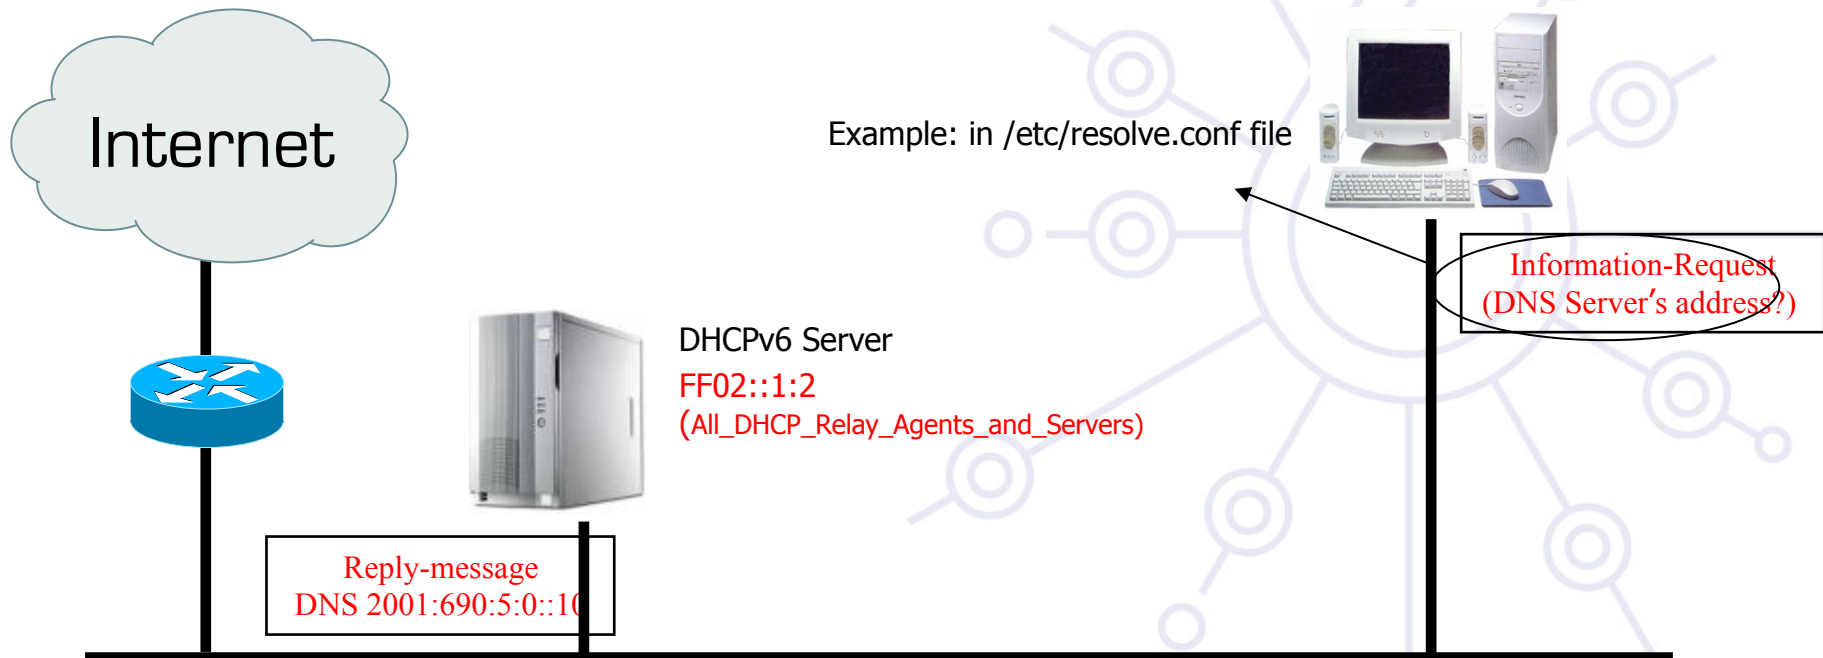 Internet
Example: in /etc/resolve.conf file
Information-Request
(DNS Server’s address?)
DHCPv6 Server
FF02::1:2
(All_DHCP_Relay_Agents_and_Servers)
Reply-message
DNS 2001:690:5:0::10